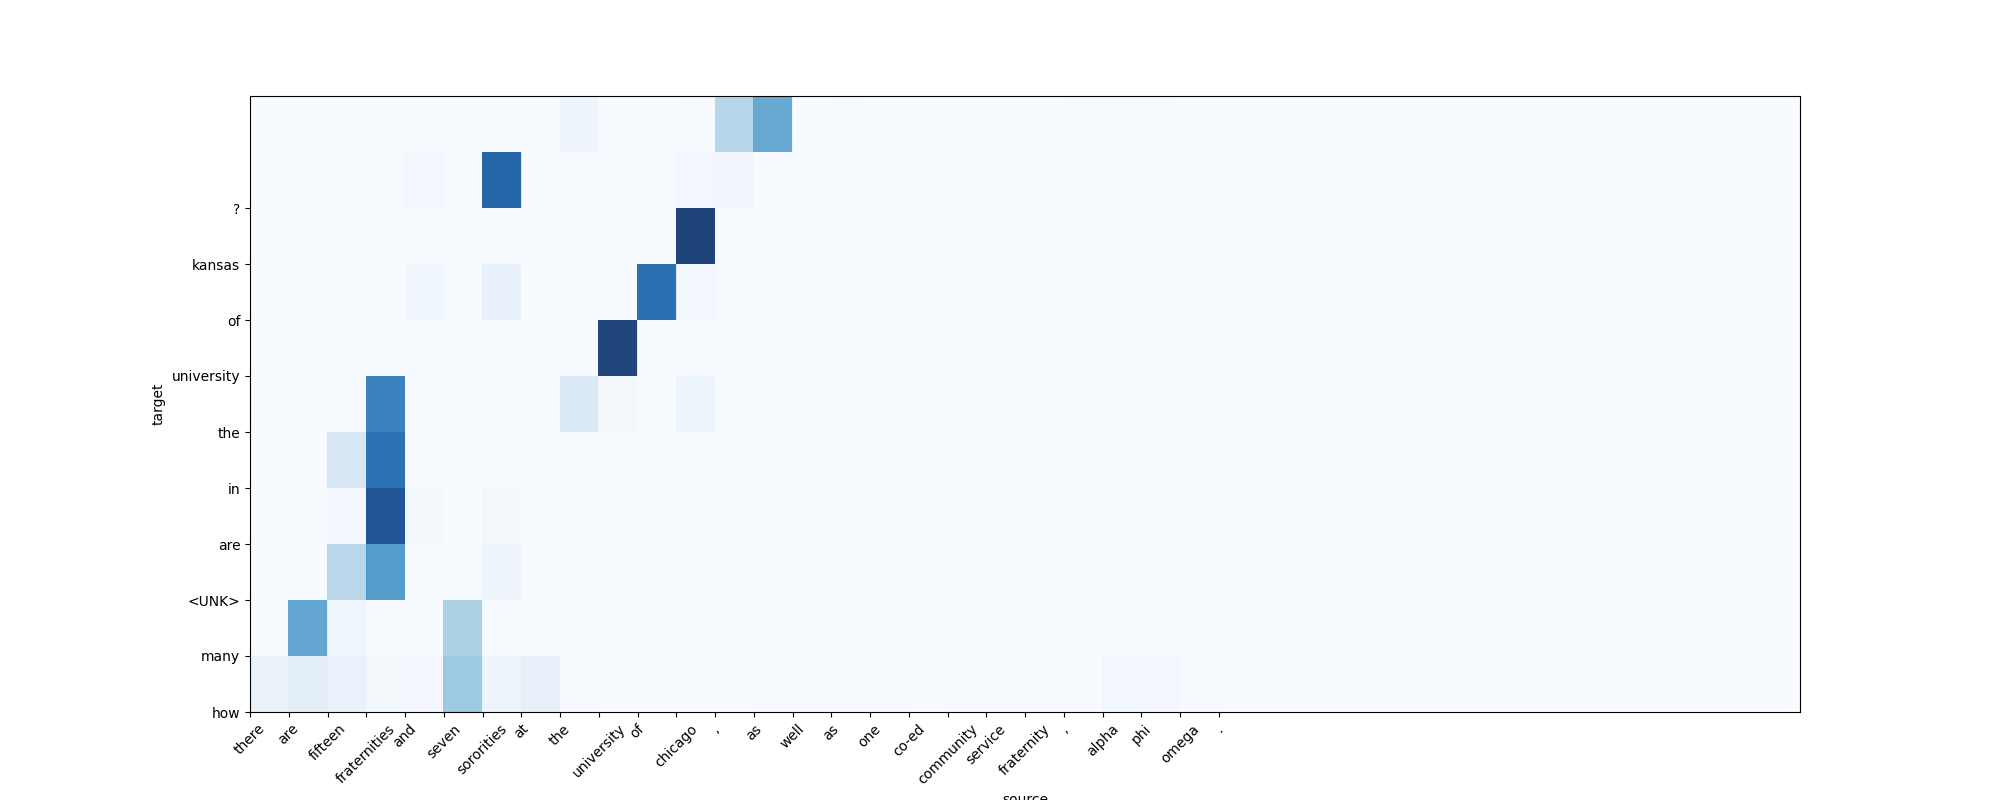 ?
kansas
of
university
the
in
are
<UNK>
many
how
target
there are fifteen fraternities and seven sororities at the university of chicago , as well as one co-ed community service fraternity , alpha phi omega .
source